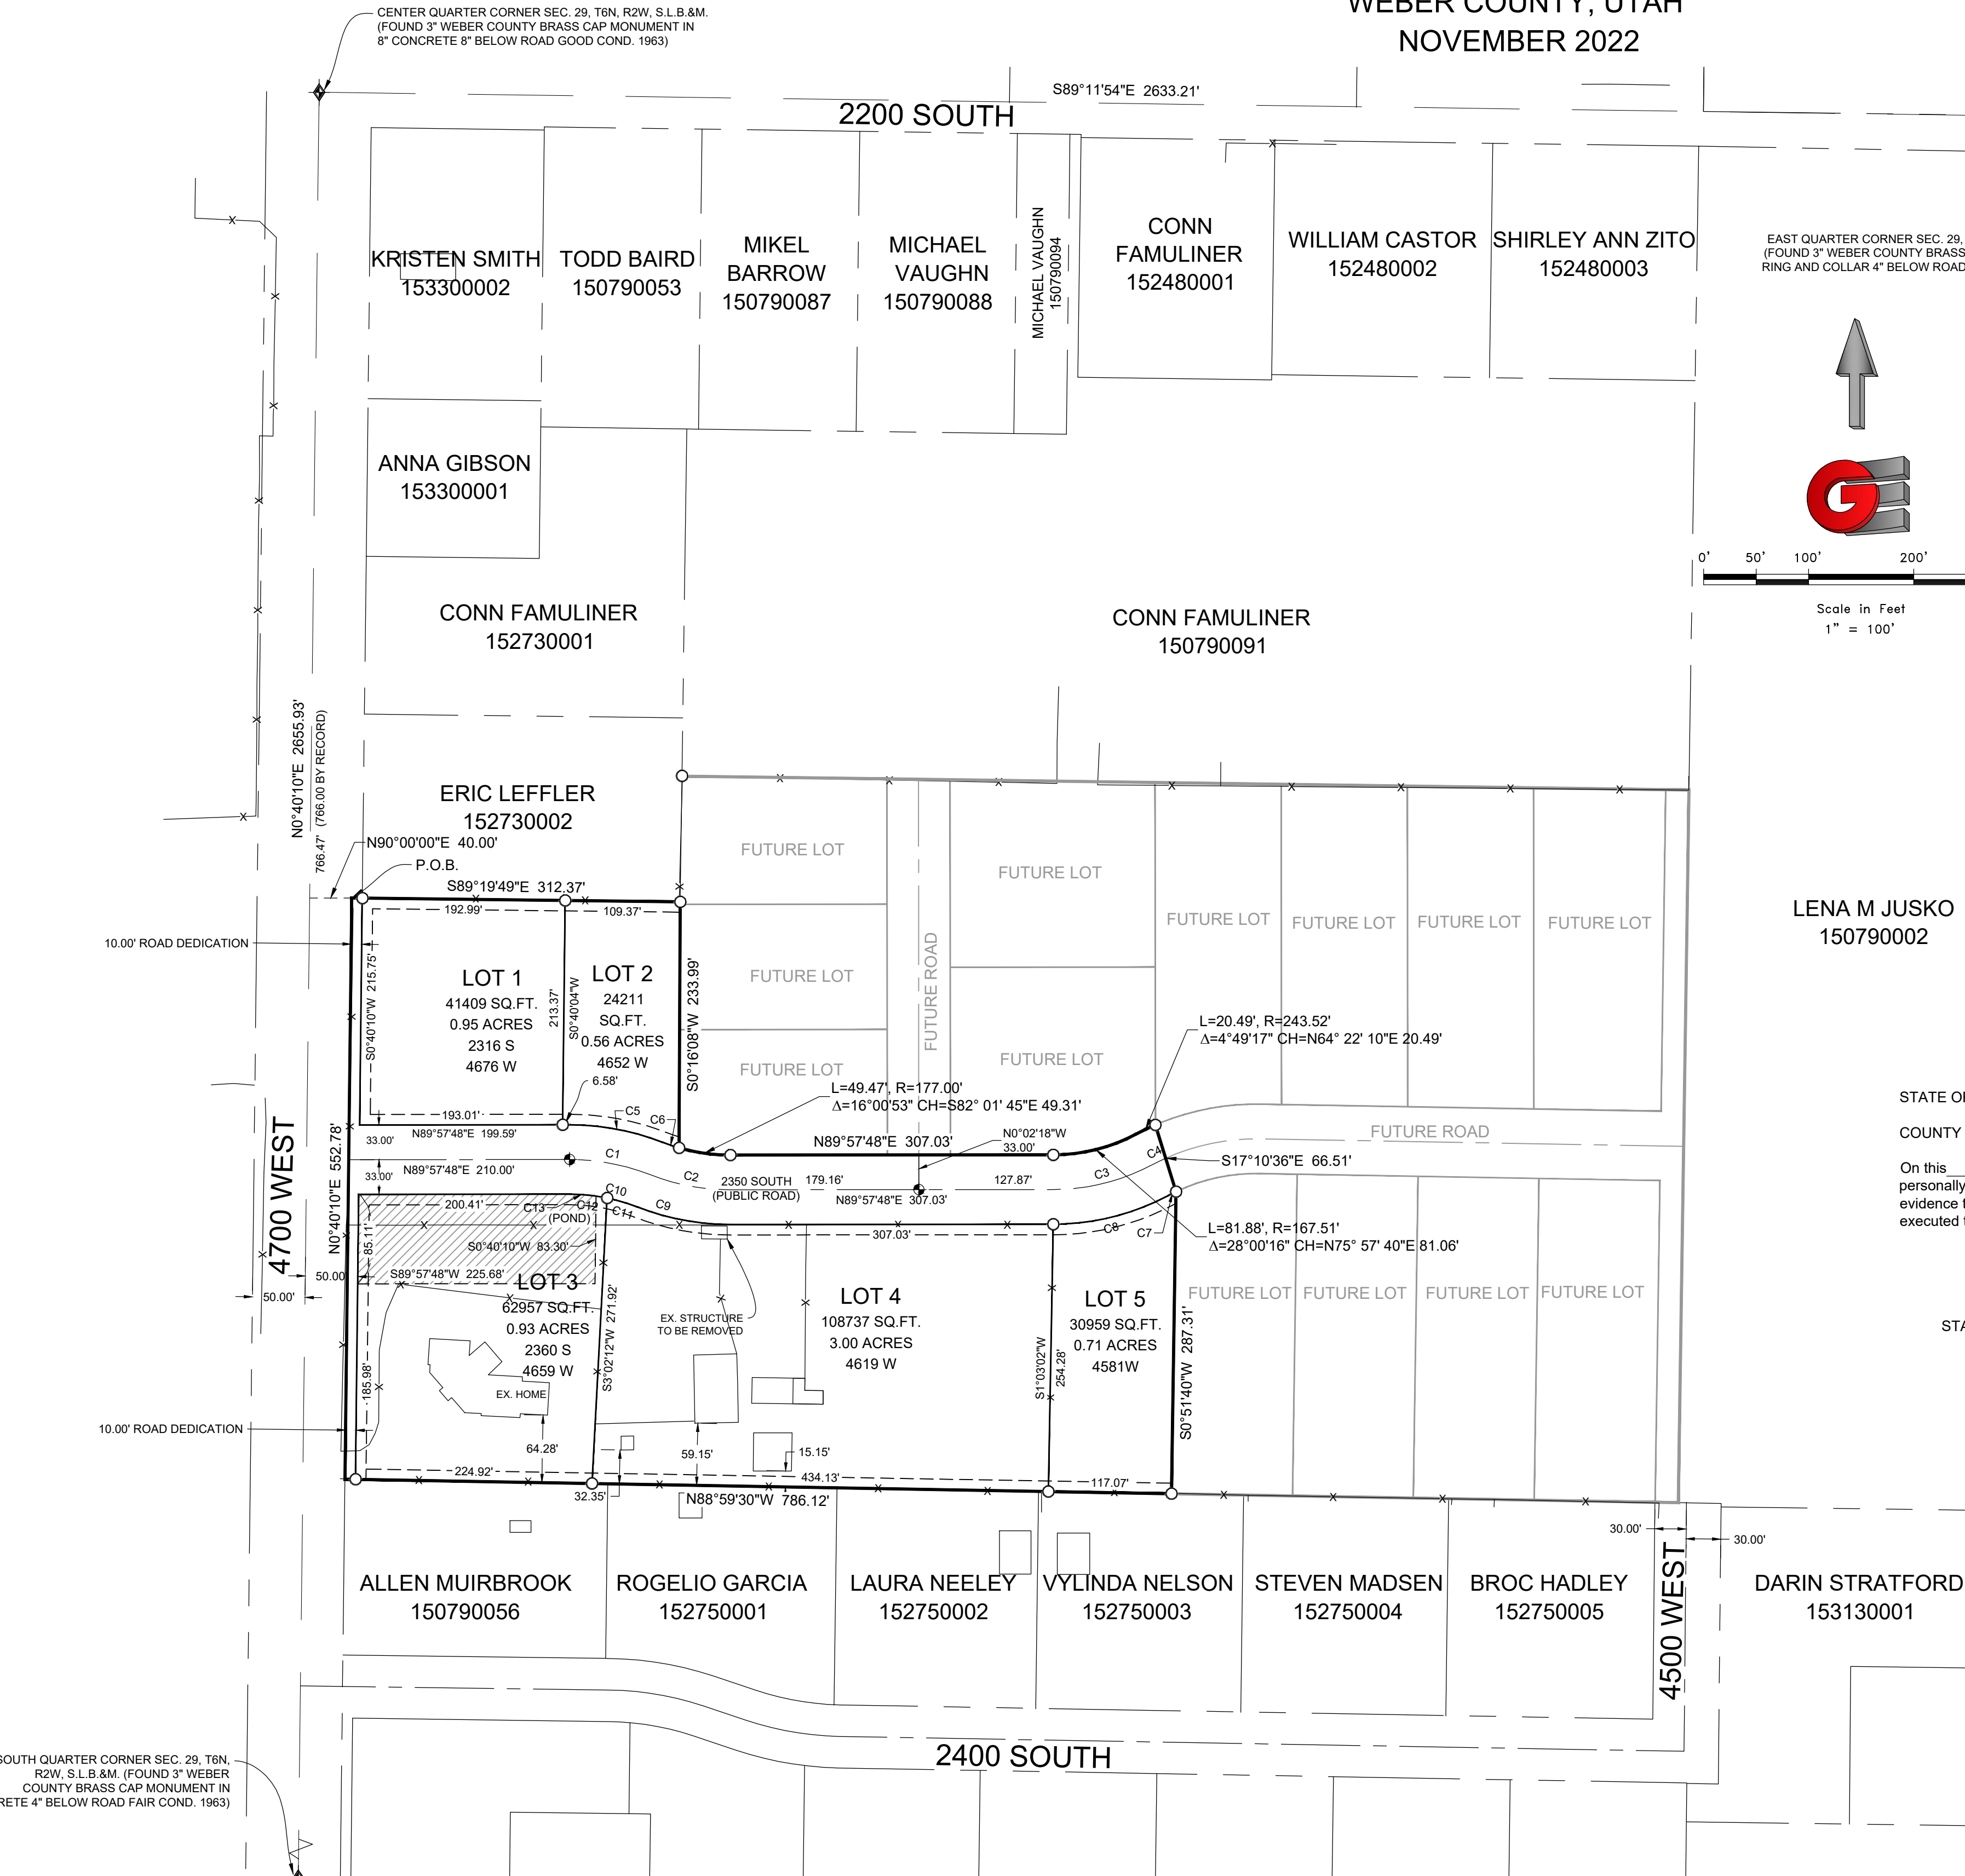 WEBER COUNTY, UTAH
NOVEMBER 2022
CENTER QUARTER CORNER SEC. 29, T6N, R2W, S.L.B.&M.
(FOUND 3" WEBER COUNTY BRASS CAP MONUMENT IN
8" CONCRETE 8" BELOW ROAD GOOD COND. 1963)
S89°11'54"E 2633.21'
2200 SOUTH
KRISTEN SMITH
153300002
TODD BAIRD
150790053
MIKEL
BARROW
150790087
MICHAEL
VAUGHN
150790088
MICHAEL VAUGHN
150790094
CONN
FAMULINER
152480001
WILLIAM CASTOR
152480002
SHIRLEY ANN ZITO
152480003
EAST QUARTER CORNER SEC. 29,
(FOUND 3" WEBER COUNTY BRASS
RING AND COLLAR 4" BELOW ROAD
GE
0' 50' 100' 200'
Scale in Feet
1" = 100'
ANNA GIBSON
153300001
CONN FAMULINER
152730001
CONN FAMULINER
150790091
N0°40'10"E 2655.93'
766.47' (766.00 BY RECORD)
ERIC LEFFLER
152730002
N90°00'00"E 40.00'
P.O.B.
S89°19'49"E 312.37'
192.99'
109.37'
10.00' ROAD DEDICATION
S0°40'10"W 215.75'
LOT 1
41409 SQ.FT.
0.95 ACRES
2316 S
4676 W
213.37'
S0°40'04"W
LOT 2
24211
SQ.FT.
0.56 ACRES
4652 W
6.58'
S0°16'08"W 233.99'
FUTURE LOT
FUTURE LOT
FUTURE LOT
FUTURE ROAD
FUTURE LOT
FUTURE LOT
FUTURE LOT
FUTURE LOT
FUTURE LOT
FUTURE LOT
LENA M JUSKO
150790002
L=20.49', R=243.52'
Δ=4°49'17" CH=N64° 22' 10"E 20.49'
L=49.47', R=177.00'
Δ=16°00'53" CH=S82° 01' 45"E 49.31'
193.01'
C5
C6
33.00'
N89°57'48"E 199.59'
N89°57'48"E 307.03'
N0°02'18"W
33.00'
FUTURE ROAD
S17°10'36"E 66.51'
STATE O
COUNTY
On this
personally
evidence t
executed t
STA
4700 WEST
N0°40'10"E 552.78'
N89°57'48"E 210.00'
33.00'
C1
C2
2350 SOUTH
(PUBLIC ROAD)
179.16'
127.87'
N89°57'48"E 307.03'
C3
C4
200.41'
C13
C12
C10
C11
C9
(POND)
307.03'
C8
C7
L=81.88', R=167.51'
Δ=28°00'16" CH=N75° 57' 40"E 81.06'
85.11'
S0°40'10"W 83.30'
S89°57'48"W 225.68'
50.00'
50.00'
LOT 3
62957 SQ.FT.
0.93 ACRES
2360 S
4659 W
EX. HOME
S3°02'12"W 271.92'
EX. STRUCTURE
TO BE REMOVED
LOT 4
108737 SQ.FT.
3.00 ACRES
4619 W
S1°03'02"W
254.28'
LOT 5
30959 SQ.FT.
0.71 ACRES
4581W
S0°51'40"W 287.31'
FUTURE LOT
FUTURE LOT
FUTURE LOT
FUTURE LOT
185.98'
10.00' ROAD DEDICATION
64.28'
59.15'
15.15'
224.92'
32.35'
434.13'
117.07'
N88°59'30"W 786.12'
30.00'
30.00'
ALLEN MUIRBROOK
150790056
ROGELIO GARCIA
152750001
LAURA NEELEY
152750002
VYLINDA NELSON
152750003
STEVEN MADSEN
152750004
BROC HADLEY
152750005
4500 WEST
DARIN STRATFORD
153130001
2400 SOUTH
SOUTH QUARTER CORNER SEC. 29, T6N,
R2W, S.L.B.&M. (FOUND 3" WEBER
COUNTY BRASS CAP MONUMENT IN
RETE 4" BELOW ROAD FAIR COND. 1963)